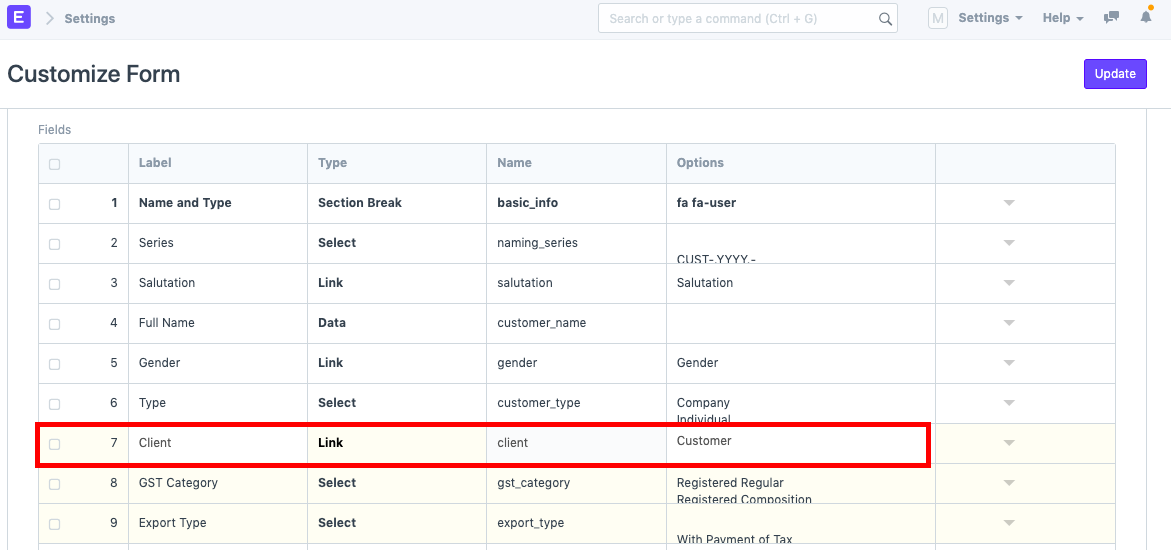 E Settings Search or type a command (Ctrl + G) M Settings Help
Customize Form Update
Fields
Label Type Name Options
1 Name and Type Section Break basic_info fa fa-user
2 Series Select naming_series
CUST-.YYYY.-
3 Salutation Link salutation Salutation
4 Full Name Data customer_name
5 Gender Link gender Gender
6 Type Select customer_type Company
Individual
7 Client Link client Customer
8 GST Category Select gst_category Registered Regular
Registered Composition
9 Export Type Select export_type
With Payment of Tax